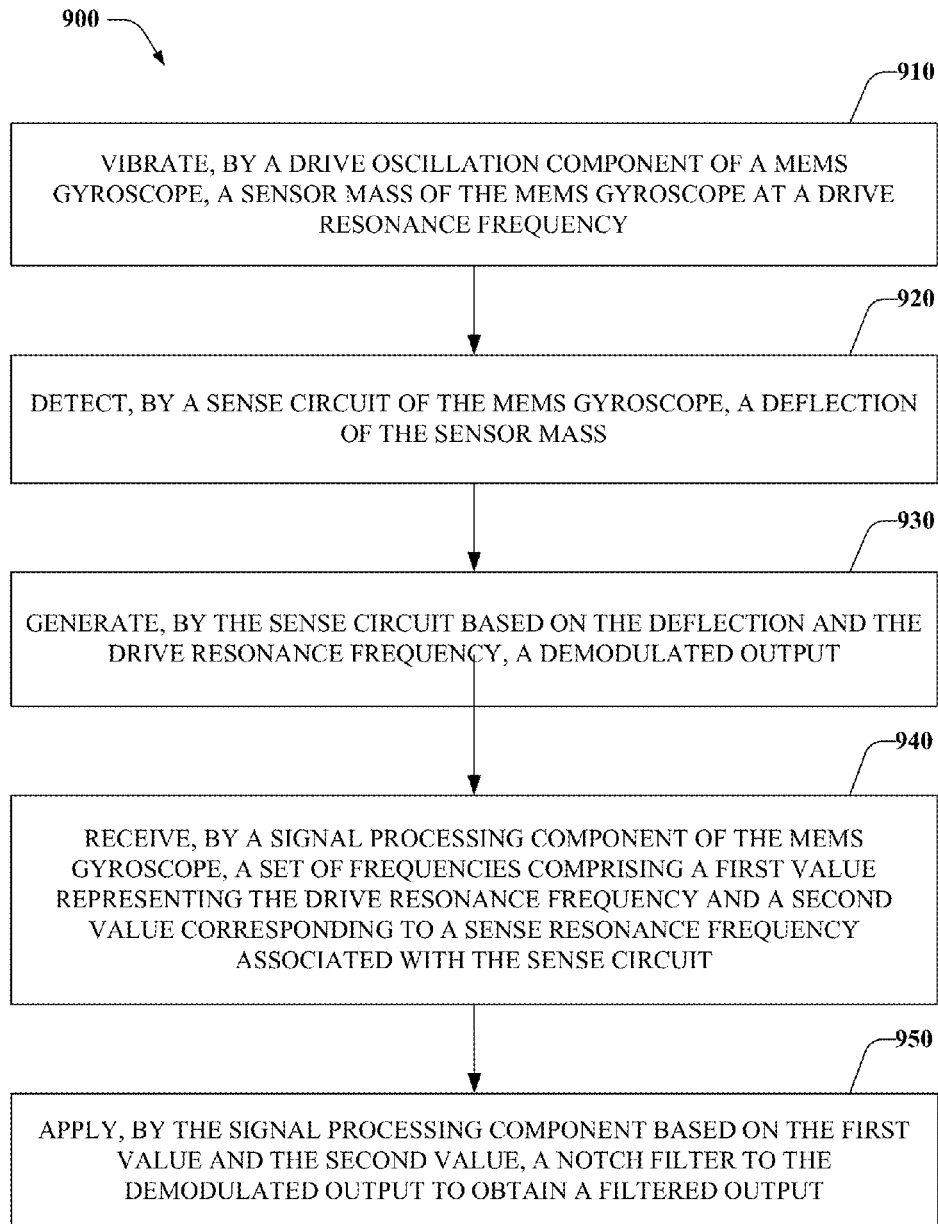 900
910
VIBRATE, BY A DRIVE OSCILLATION COMPONENT OF A MEMS
GYROSCOPE, A SENSOR MASS OF THE MEMS GYROSCOPE AT A DRIVE
RESONANCE FREQUENCY
920
DETECT, BY A SENSE CIRCUIT OF THE MEMS GYROSCOPE, A DEFLECTION
OF THE SENSOR MASS
930
GENERATE, BY THE SENSE CIRCUIT BASED ON THE DEFLECTION AND THE
DRIVE RESONANCE FREQUENCY, A DEMODULATED OUTPUT
940
RECEIVE, BY A SIGNAL PROCESSING COMPONENT OF THE MEMS
GYROSCOPE, A SET OF FREQUENCIES COMPRISING A FIRST VALUE
REPRESENTING THE DRIVE RESONANCE FREQUENCY AND A SECOND
VALUE CORRESPONDING TO A SENSE RESONANCE FREQUENCY
ASSOCIATED WITH THE SENSE CIRCUIT
950
APPLY, BY THE SIGNAL PROCESSING COMPONENT BASED ON THE FIRST
VALUE AND THE SECOND VALUE, A NOTCH FILTER TO THE
DEMODULATED OUTPUT TO OBTAIN A FILTERED OUTPUT